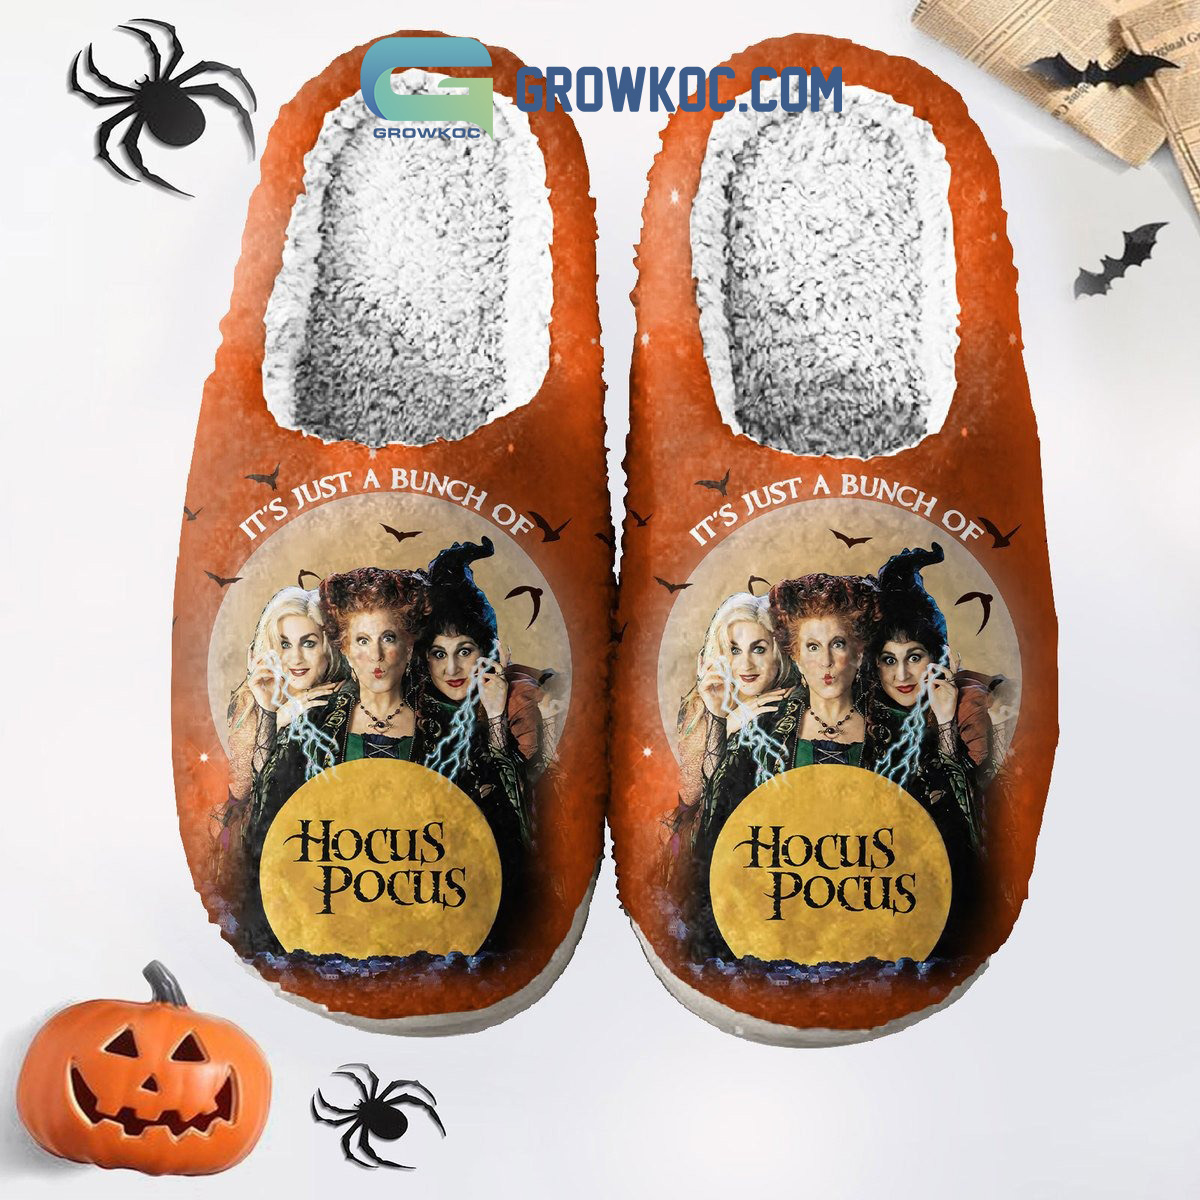 GROWKOC.COM
GROWKOC
IT'S JUST A BUNCH OF
HOCUS
POCUS
IT'S JUST A BUNCH OF
HOCUS
POCUS